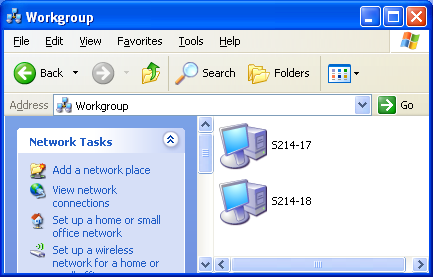 Workgroup
File Edit View Favorites Tools Help
Back Search Folders
Address Workgroup Go
Network Tasks
Add a network place
View network
connections
Set up a home or small
office network
Set up a wireless
network for a home or
S214-17
S214-18